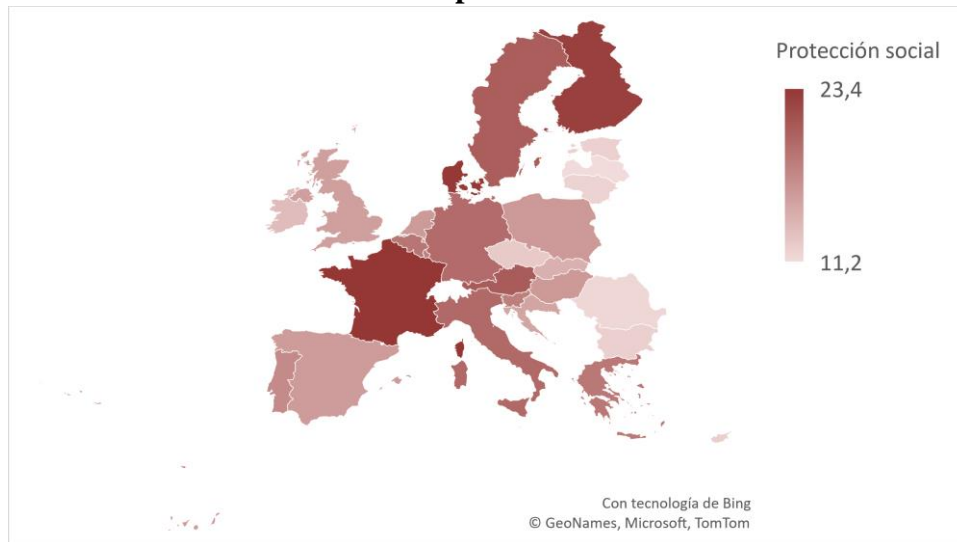 Protección social
23,4
11,2
Con tecnología de Bing
© GeoNames, Microsoft, TomTom